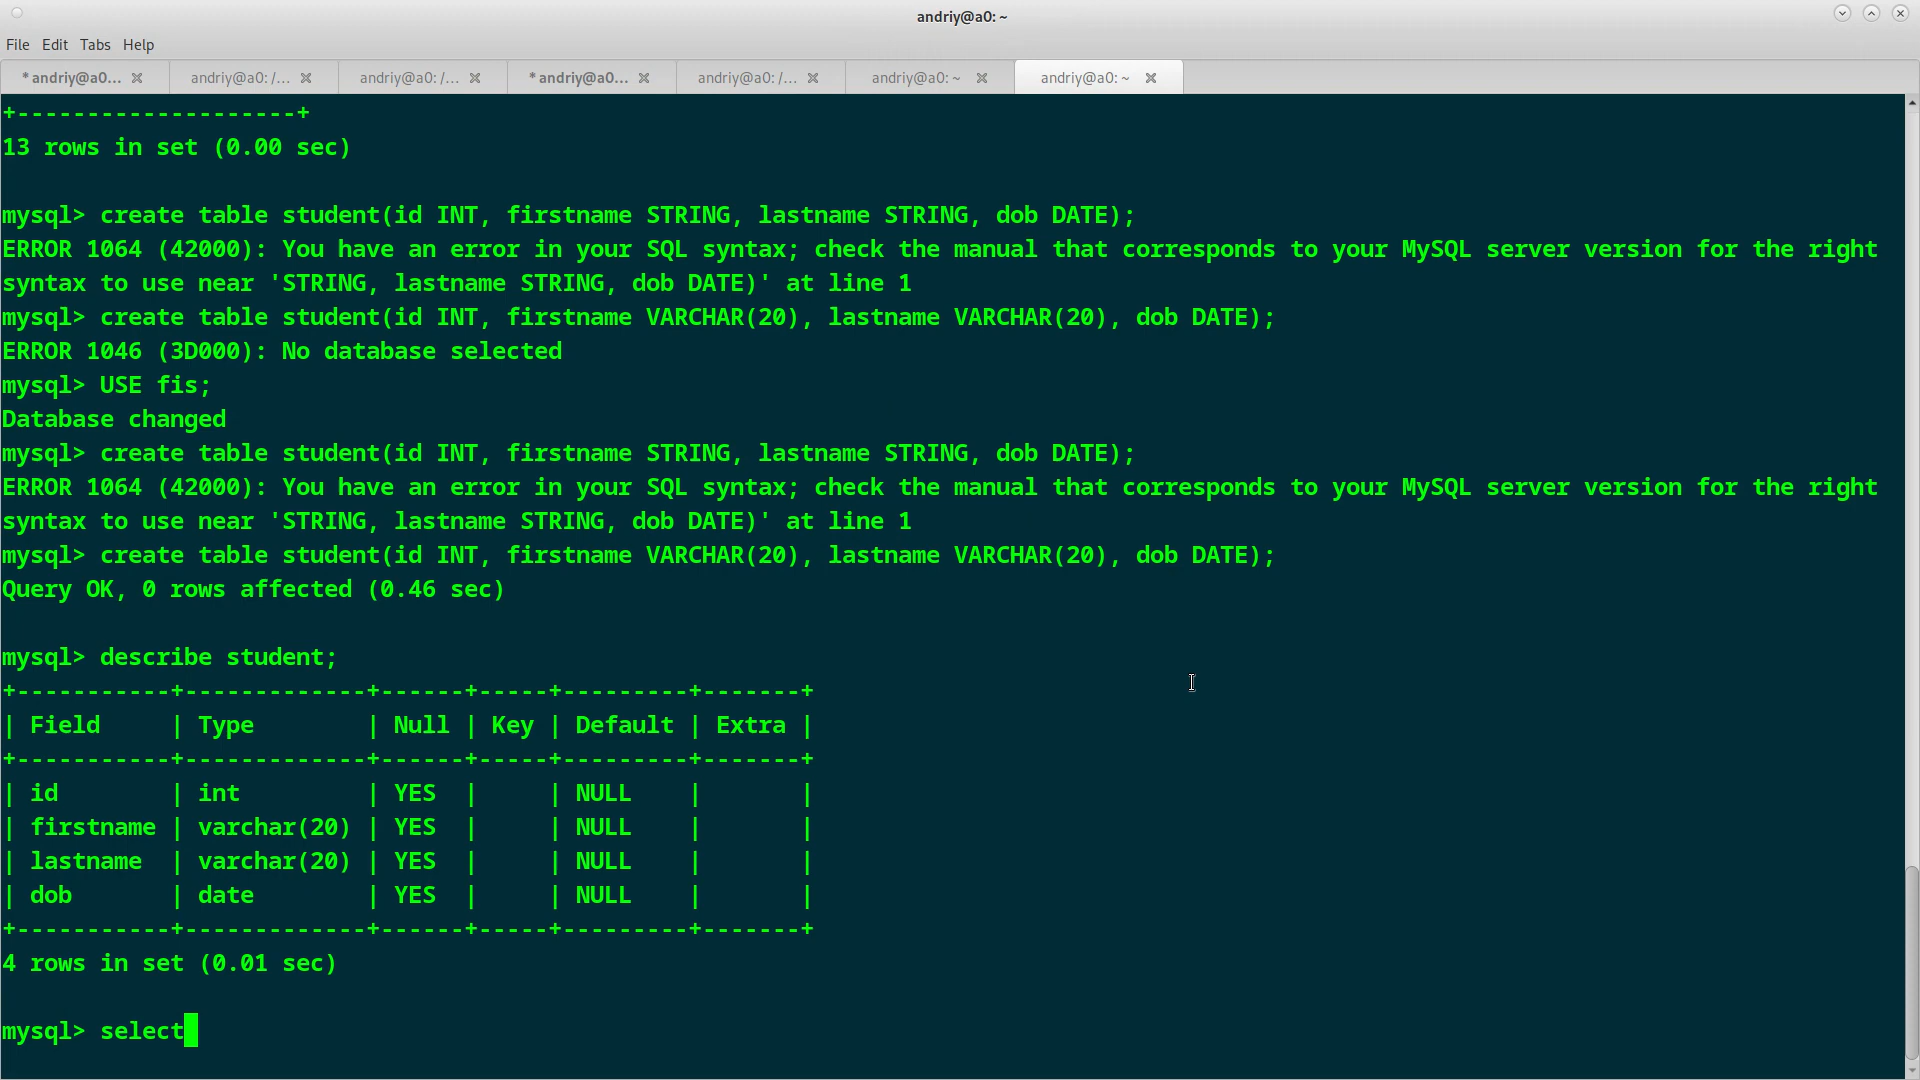 andriy@a0: ~
File Edit Tabs Help
* andriy@a0... andriy@a0: /... andriy@a0: /... * andriy@a0... andriy@a0: /... andriy@a0: ~ andriy@a0: ~
+--------------------+
13 rows in set (0.00 sec)
mysql> create table student(id INT, firstname STRING, lastname STRING, dob DATE);
ERROR 1064 (42000): You have an error in your SQL syntax; check the manual that corresponds to your MySQL server version for the right
syntax to use near 'STRING, lastname STRING, dob DATE)' at line 1
mysql> create table student(id INT, firstname VARCHAR(20), lastname VARCHAR(20), dob DATE);
ERROR 1046 (3D000): No database selected
mysql> USE fis;
Database changed
mysql> create table student(id INT, firstname STRING, lastname STRING, dob DATE);
ERROR 1064 (42000): You have an error in your SQL syntax; check the manual that corresponds to your MySQL server version for the right
syntax to use near 'STRING, lastname STRING, dob DATE)' at line 1
mysql> create table student(id INT, firstname VARCHAR(20), lastname VARCHAR(20), dob DATE);
Query OK, 0 rows affected (0.46 sec)
mysql> describe student;
+-----------+-------------+------+-----+---------+-------+
| Field     | Type        | Null | Key | Default | Extra |
+-----------+-------------+------+-----+---------+-------+
| id        | int         | YES  |     | NULL    |       |
| firstname | varchar(20) | YES  |     | NULL    |       |
| lastname  | varchar(20) | YES  |     | NULL    |       |
| dob       | date        | YES  |     | NULL    |       |
+-----------+-------------+------+-----+---------+-------+
4 rows in set (0.01 sec)
mysql> select